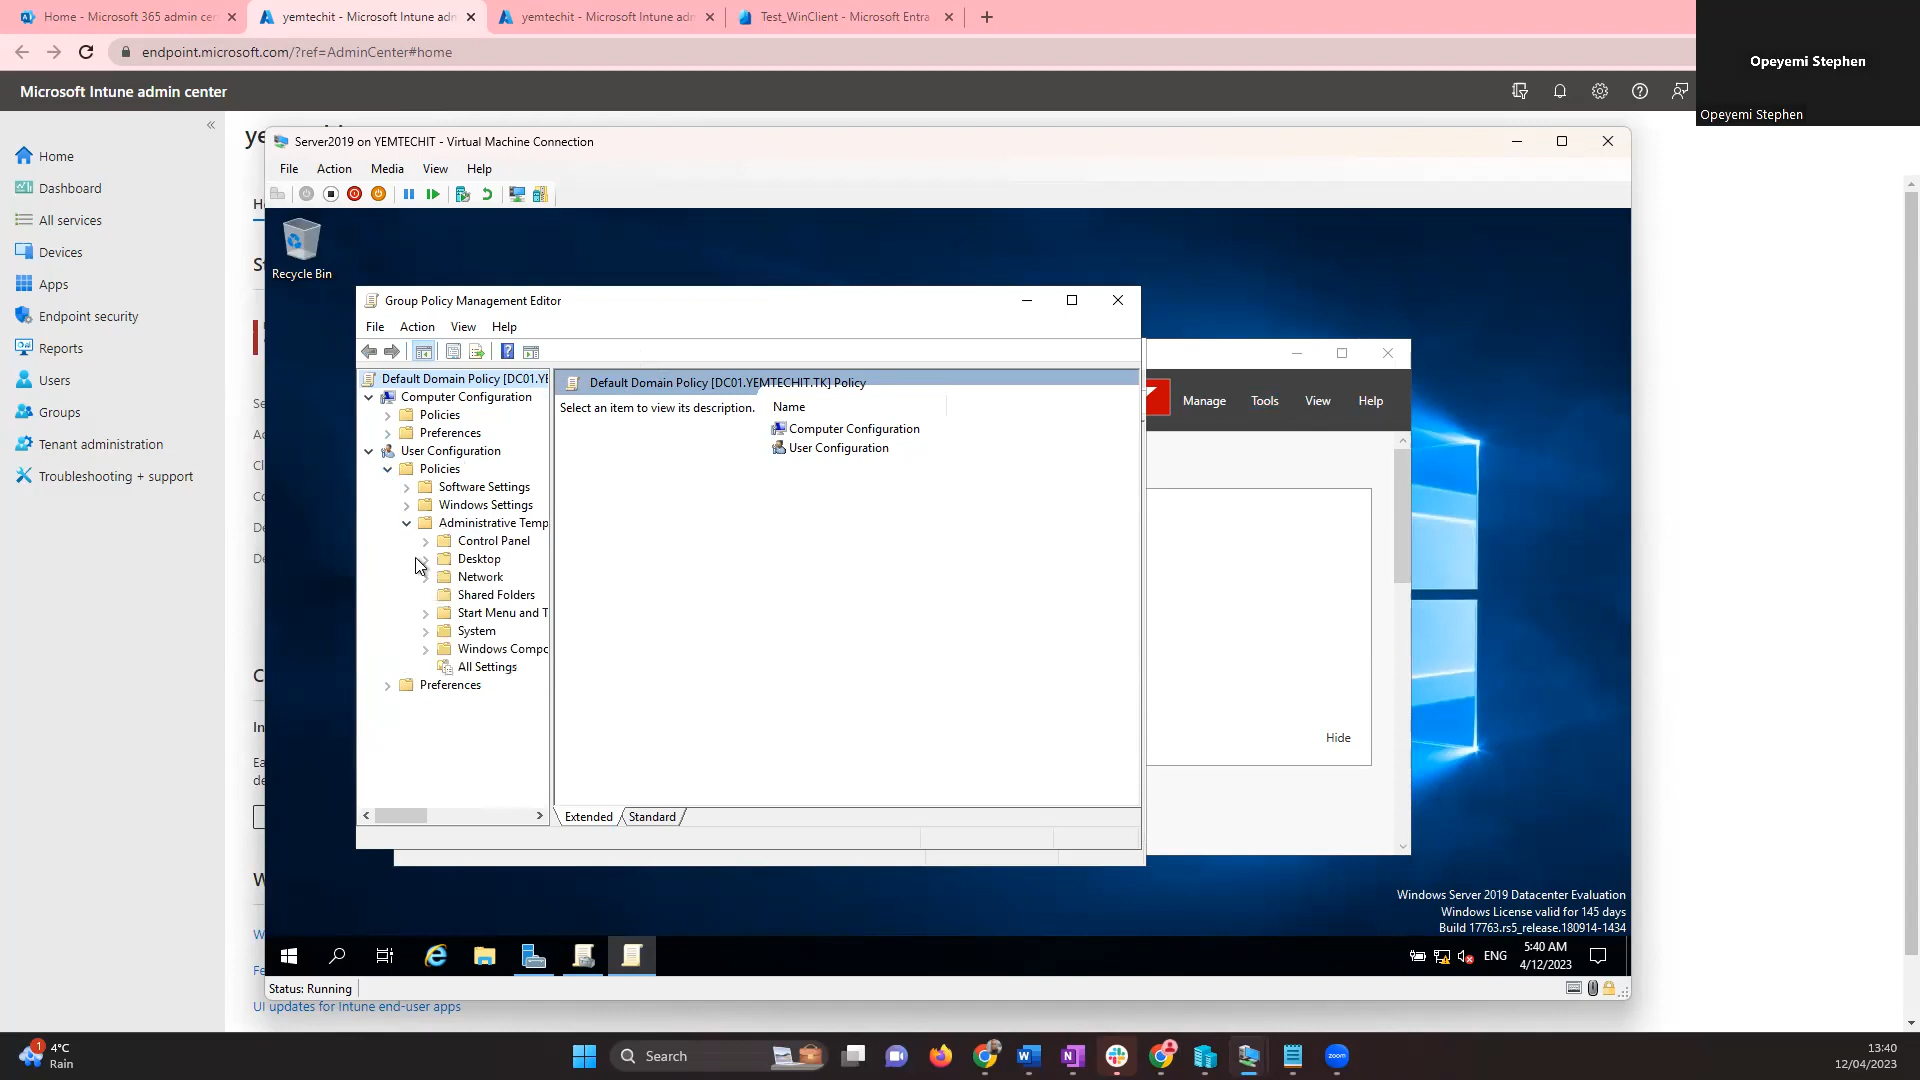 Home - Microsoft 365 admin cen
yemtechit - Microsoft Intune adm
yemtechit - Microsoft Intune adm
Test_WinClient - Microsoft Entra
endpoint.microsoft.com/?ref=AdminCenter#home
Opeyemi Stephen
Opeyemi Stephen
Microsoft Intune admin center
Home
Dashboard
All services
Devices
Apps
Endpoint security
Reports
Users
Groups
Tenant administration
Troubleshooting + support
Server2019 on YEMTECHIT - Virtual Machine Connection
File Action Media View Help
Recycle Bin
Group Policy Management Editor
File Action View Help
Default Domain Policy [DC01.YE
Computer Configuration
Policies
Preferences
User Configuration
Policies
Software Settings
Windows Settings
Administrative Temp
Control Panel
Desktop
Network
Shared Folders
Start Menu and T
System
Windows Compo
All Settings
Preferences
Default Domain Policy [DC01.YEMTECHIT.TK] Policy
Select an item to view its description.
Name
Computer Configuration
User Configuration
Extended
Standard
Manage Tools View Help
Hide
Windows Server 2019 Datacenter Evaluation
Windows License valid for 145 days
Build 17763.rs5_release.180914-1434
ENG
5:40 AM
4/12/2023
Status: Running
UI updates for Intune end-user apps
1
4°C
Rain
Search
zoom
13:40
12/04/2023